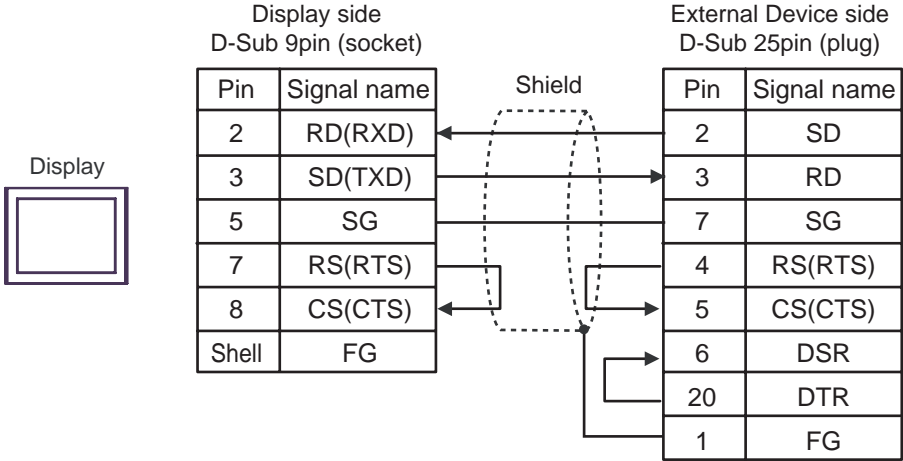 Display side
D-Sub 9pin (socket)
External Device side
D-Sub 25pin (plug)
Display
Shield
Pin Signal name
2 RD(RXD)
3 SD(TXD)
5 SG
7 RS(RTS)
8 CS(CTS)
Shell FG
Pin Signal name
2 SD
3 RD
7 SG
4 RS(RTS)
5 CS(CTS)
6 DSR
20 DTR
1 FG